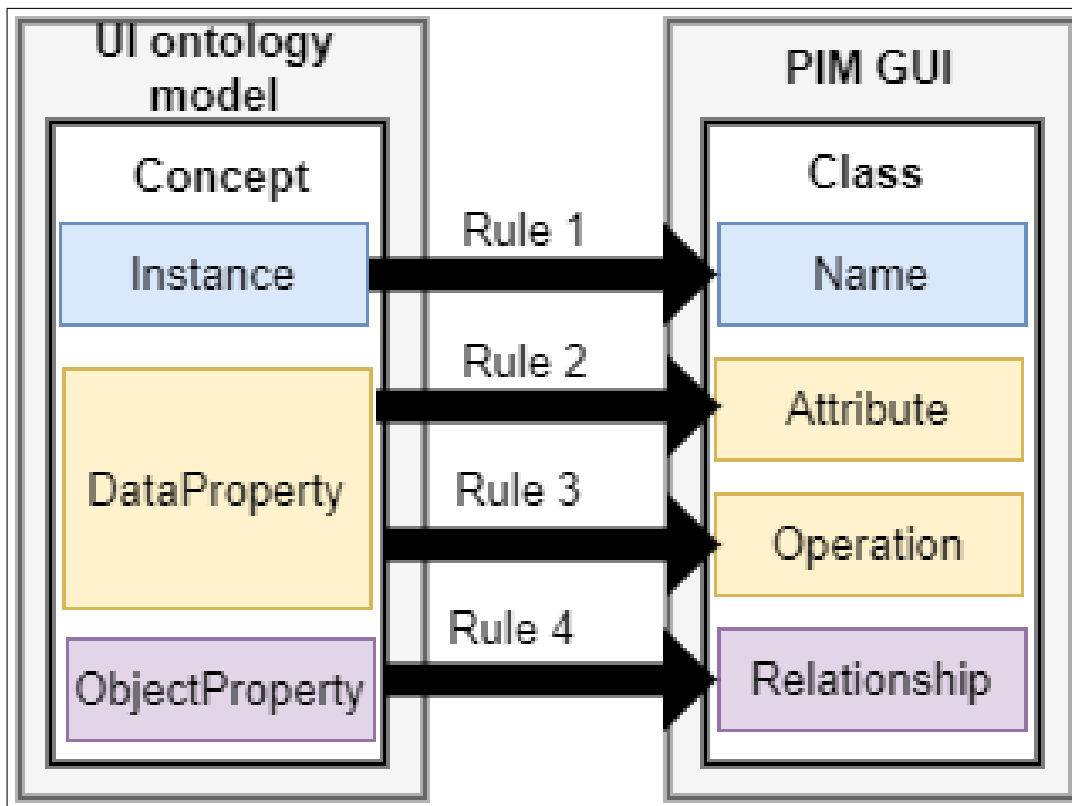 UI ontology
model
PIM GUI
Concept
Class
Rule 1
Instance
Name
Rule 2
Attribute
DataProperty
Rule 3
Operation
Rule 4
ObjectProperty
Relationship